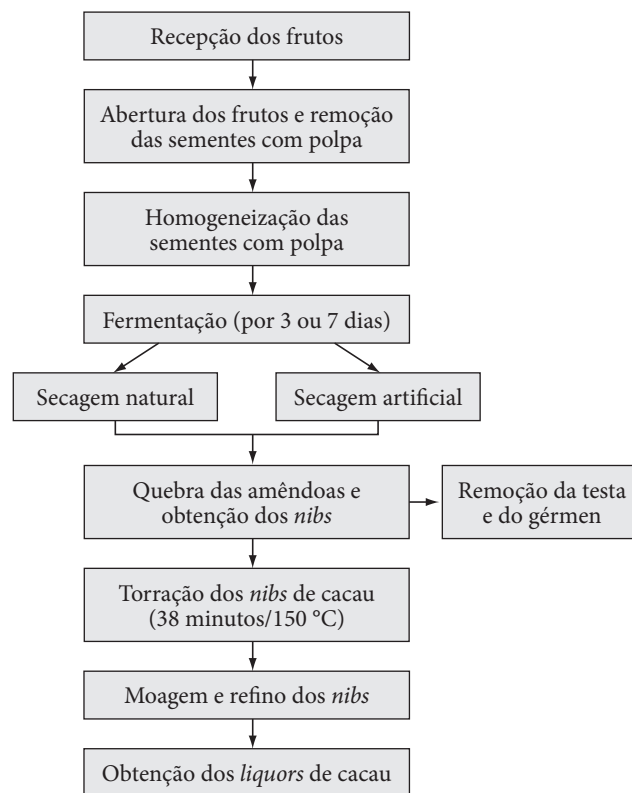 Recepção dos frutos
Abertura dos frutos e remoção
das sementes com polpa
Homogeneização das
sementes com polpa
Fermentação (por 3 ou 7 dias)
Secagem natural
Secagem artificial
Quebra das amêndoas e
obtenção dos nibs
Remoção da testa
e do gérmen
Torração dos nibs de cacau
(38 minutos/150 °C)
Moagem e refino dos nibs
Obtenção dos liquors de cacau